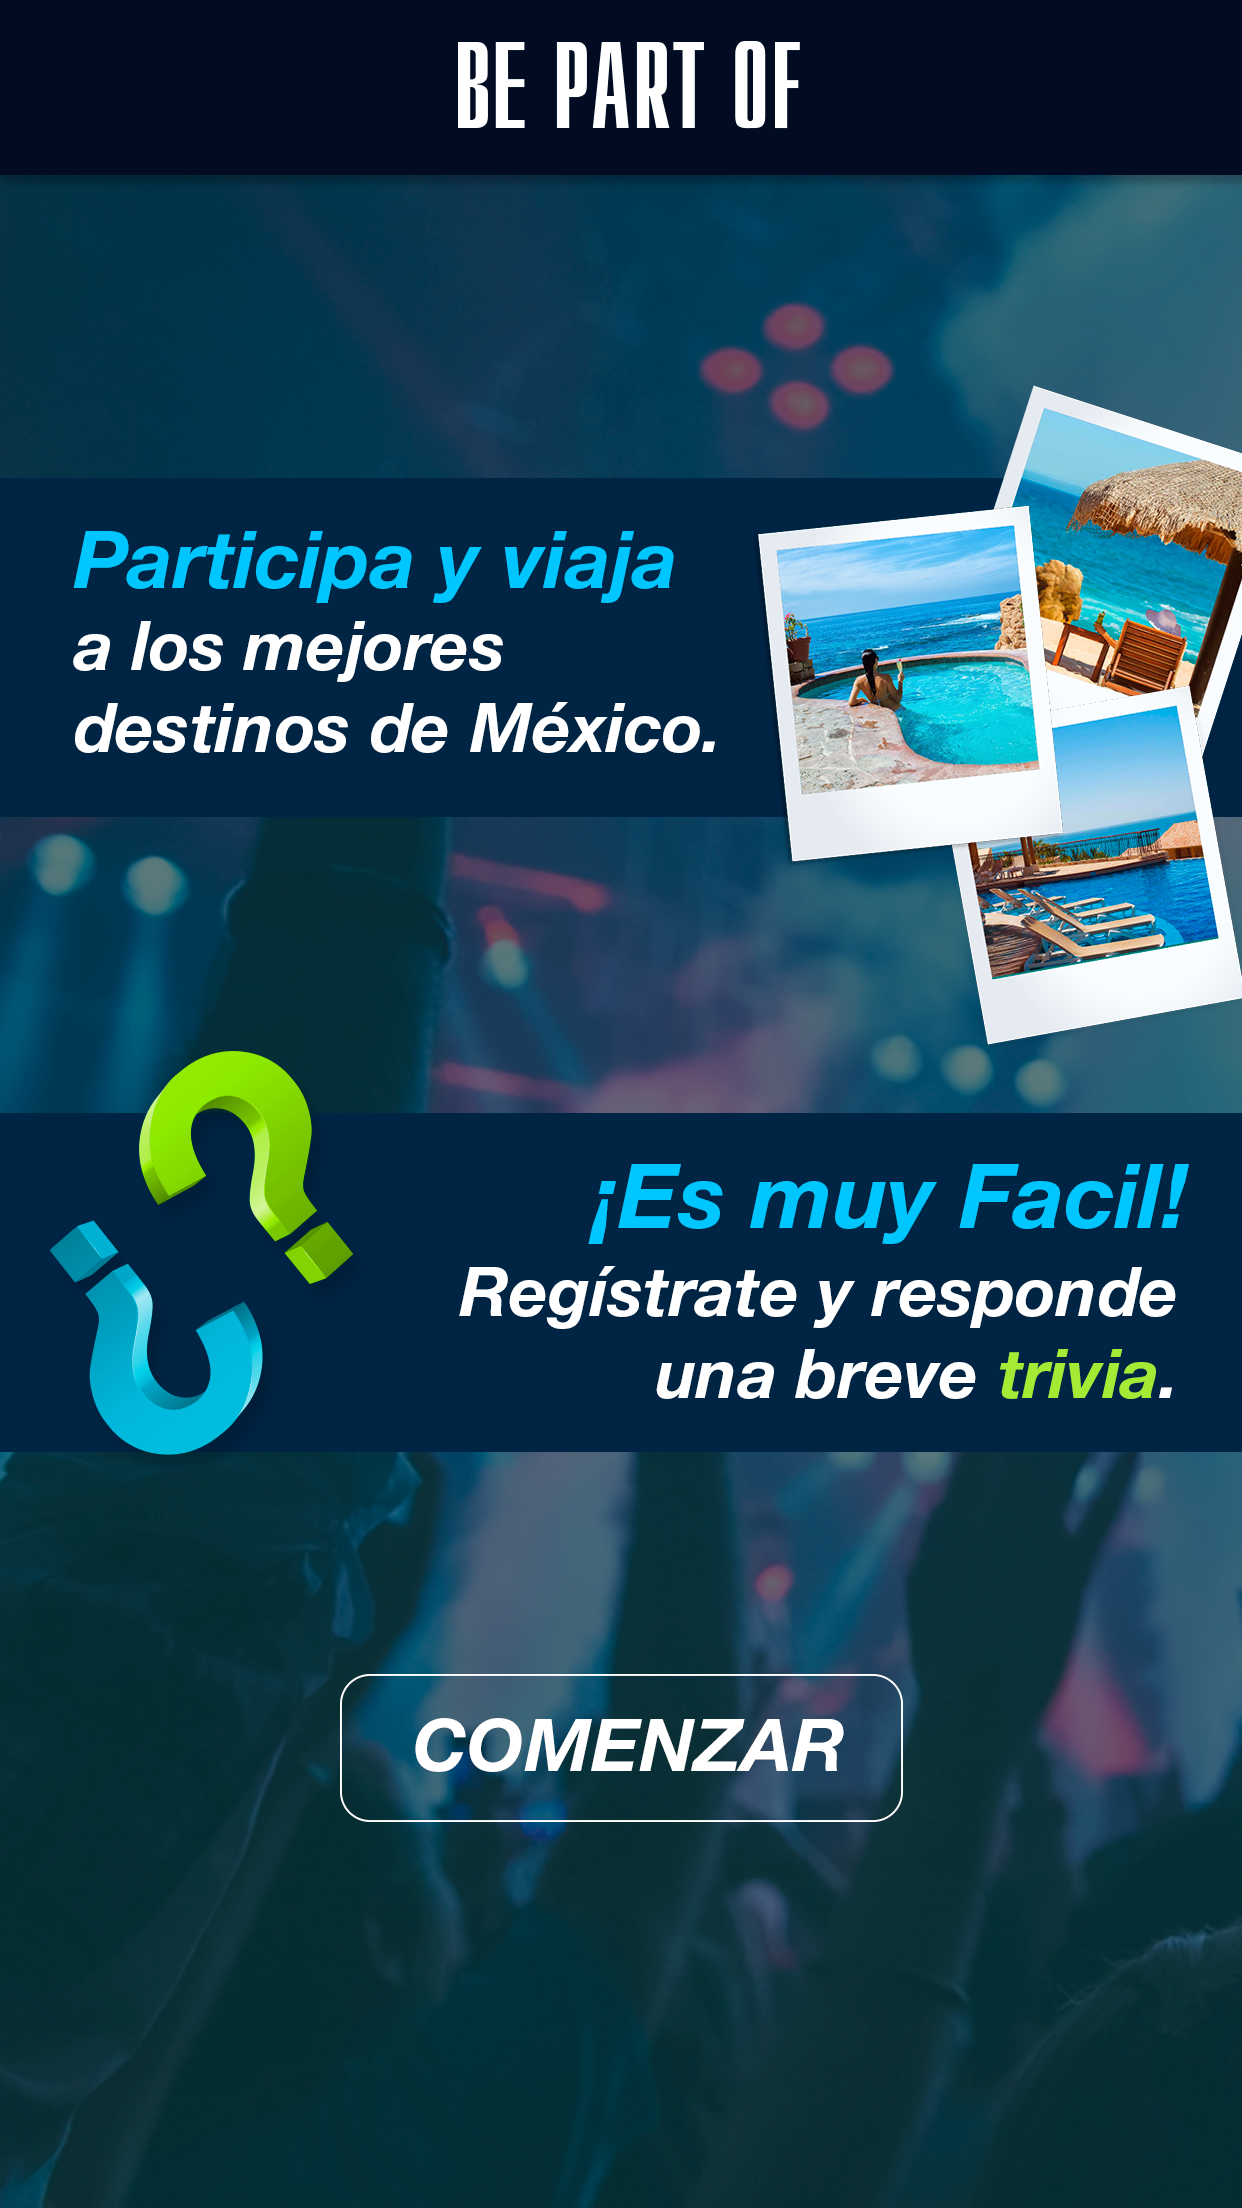 BE PART OF
Participa y viaja
a los mejores
destinos de México.
¡Es muy Facil!
Regístrate y responde
una breve trivia.
COMENZAR